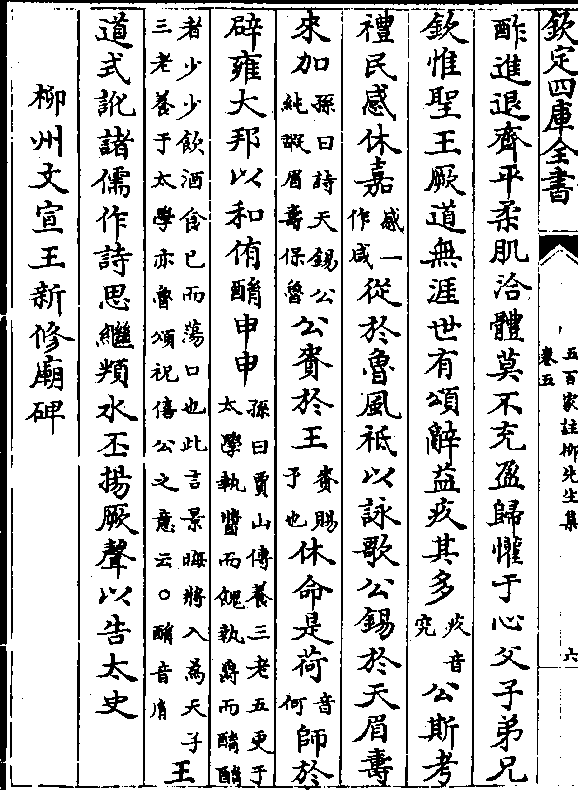 欽定四庫全書
五百家註柳先生集
卷五
六
酢進退齊平柔肌洽體莫不充盈歸懽于心父子弟兄
欽惟聖王厥道無涯世有頌辭益疚其多疚音究公斯考
禮民感休嘉感一作咸從於魯風祗以詠歌公錫於天眉壽
來加孫曰詩天錫公純嘏眉壽保魯公賚於王賚賜予也休命是荷音何師於
辟雍大邦以和侑酳申申孫曰賈山傳養三老五更于太學執醬而餽執爵而酳酳
者少少飲酒食已而蕩口也此言景晦將入為天子三老養于太學亦魯頌祝僖公之意云○酳音胤王
道式訛諸儒作詩思繼頖水丕揚厥聲以告太史
柳州文宣王新修廟碑